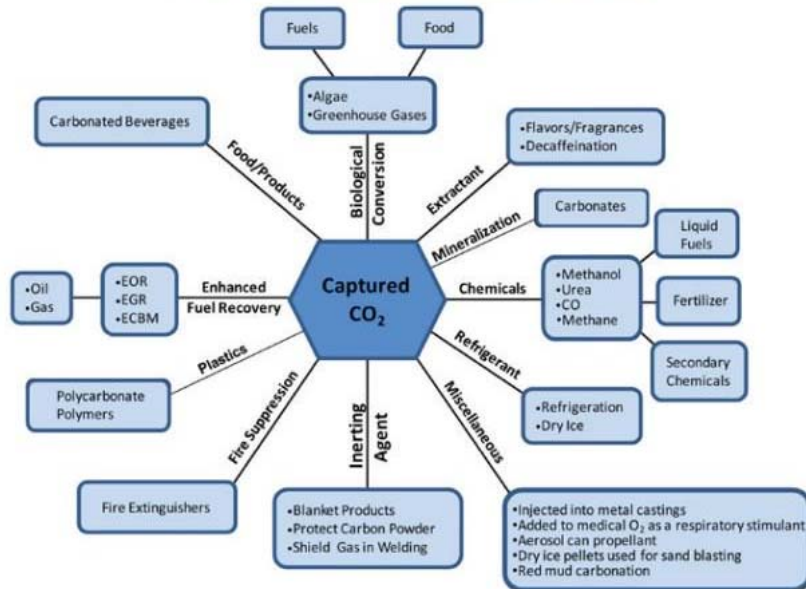 Fuels
Food
•Algae
•Greenhouse Gases
Biological
Conversion
Carbonated Beverages
Food/Products
•Flavors/Fragrances
•Decaffeination
Extractant
Carbonates
Mineralization
Captured
CO₂
Chemicals
•Methanol
•Urea
•CO
•Methane
Liquid
Fuels
Fertilizer
Secondary
Chemicals
Enhanced
Fuel Recovery
•EOR
•EGR
•ECBM
•Oil
•Gas
Plastics
Polycarbonate
Polymers
Refrigerant
•Refrigeration
•Dry Ice
Fire Suppression
Fire Extinguishers
Inerting
Agent
•Blanket Products
•Protect Carbon Powder
•Shield Gas in Welding
Miscellaneous
•Injected into metal castings
•Added to medical O₂ as a respiratory stimulant
•Aerosol can propellant
•Dry ice pellets used for sand blasting
•Red mud carbonation